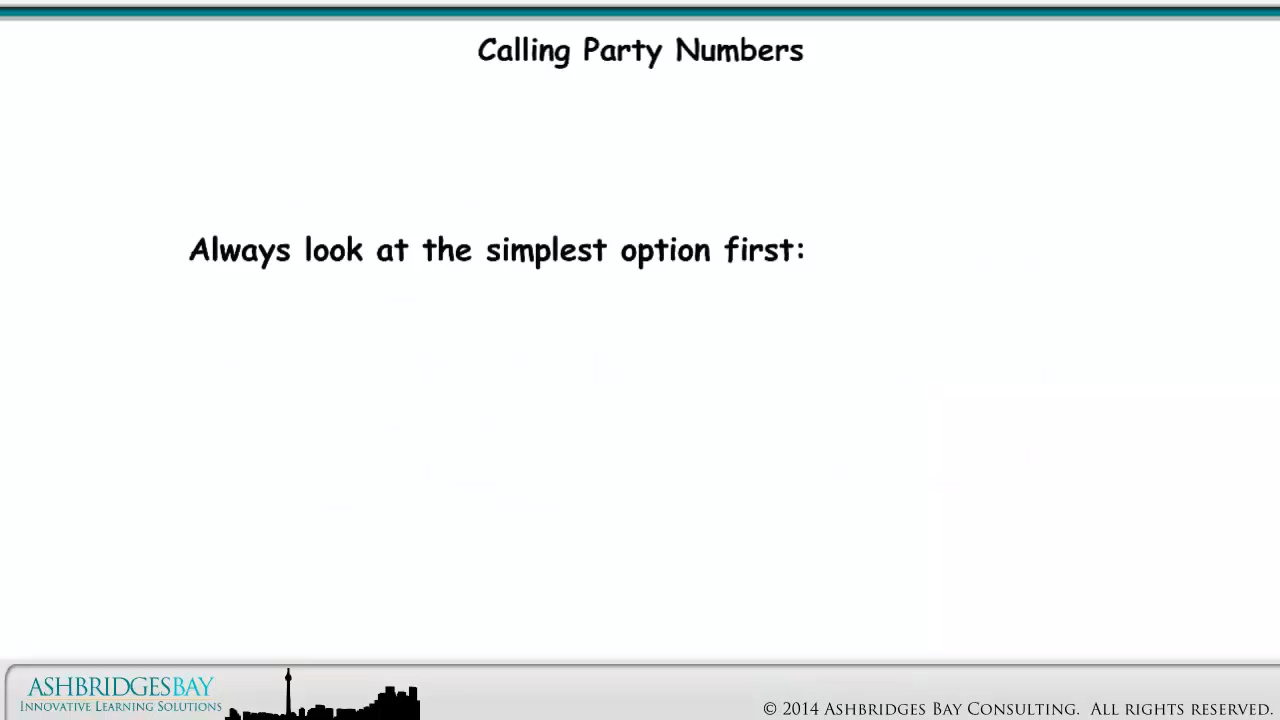 Calling Party Numbers
Always look at the simplest option first:
ASHBRIDGESBAY
INNOVATIVE LEARNING SOLUTIONS
© 2014 ASHBRIDGES BAY CONSULTING. ALL RIGHTS RESERVED.